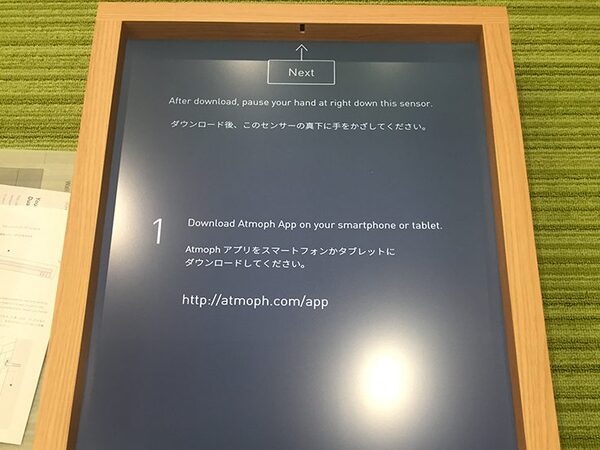 Next
After download, pause your hand at right down this sensor.
ダウンロード後、このセンサーの真下に手をかざしてください。
1
Download Atmoph App on your smartphone or tablet.
Atmoph アプリをスマートフォンかタブレットに
ダウンロードしてください。
http://atmoph.com/app